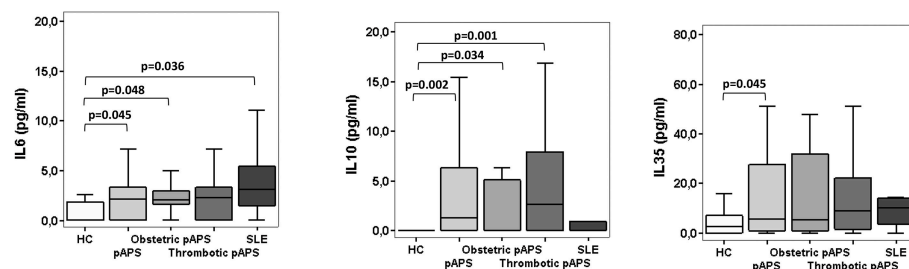 20,0
15,0
10,0
5,0
0,0
IL6 (pg/ml)
p=0.036
p=0.048
p=0.045
HC
Obstetric pAPS
SLE
pAPS
Thrombotic pAPS
20,0
15,0
10,0
5,0
0,0
IL10 (pg/ml)
p=0.001
p=0.034
p=0.002
HC
Obstetric pAPS
SLE
pAPS
Thrombotic pAPS
80,0
60,0
40,0
20,0
0,0
IL35 (pg/ml)
p=0.045
HC
Obstetric pAPS
SLE
pAPS
Thrombotic pAPS